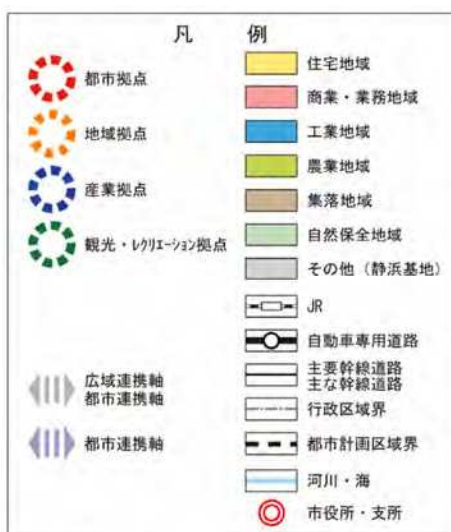 凡 例
都市拠点
地域拠点
産業拠点
観光・レクリエーション拠点
広域連携軸
都市連携軸
都市連携軸
住宅地域
商業・業務地域
工業地域
農業地域
集落地域
自然保全地域
その他（静浜基地）
JR
自動車専用道路
主要幹線道路
主な幹線道路
行政区域界
都市計画区域界
河川・海
市役所・支所